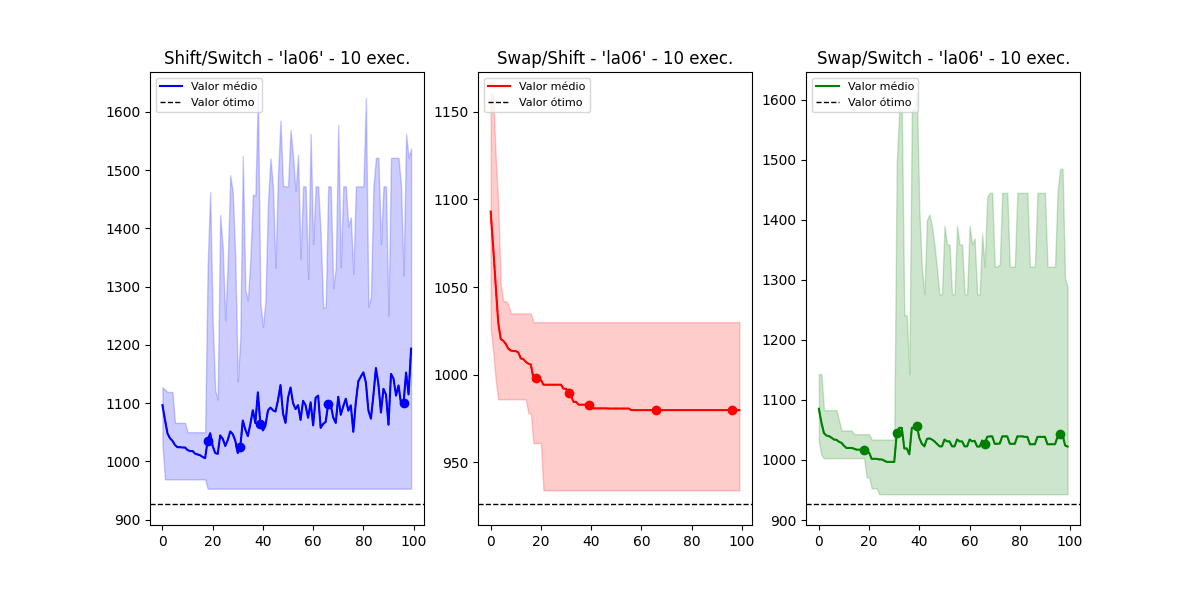 Shift/Switch - 'la06' - 10 exec.
Valor médio
Valor ótimo
1600
1500
1400
1300
1200
1100
1000
900
0 20 40 60 80 100
Swap/Shift - 'la06' - 10 exec.
Valor médio
Valor ótimo
1150
1100
1050
1000
950
0 20 40 60 80 100
Swap/Switch - 'la06' - 10 exec.
Valor médio
Valor ótimo
1600
1500
1400
1300
1200
1100
1000
900
0 20 40 60 80 100